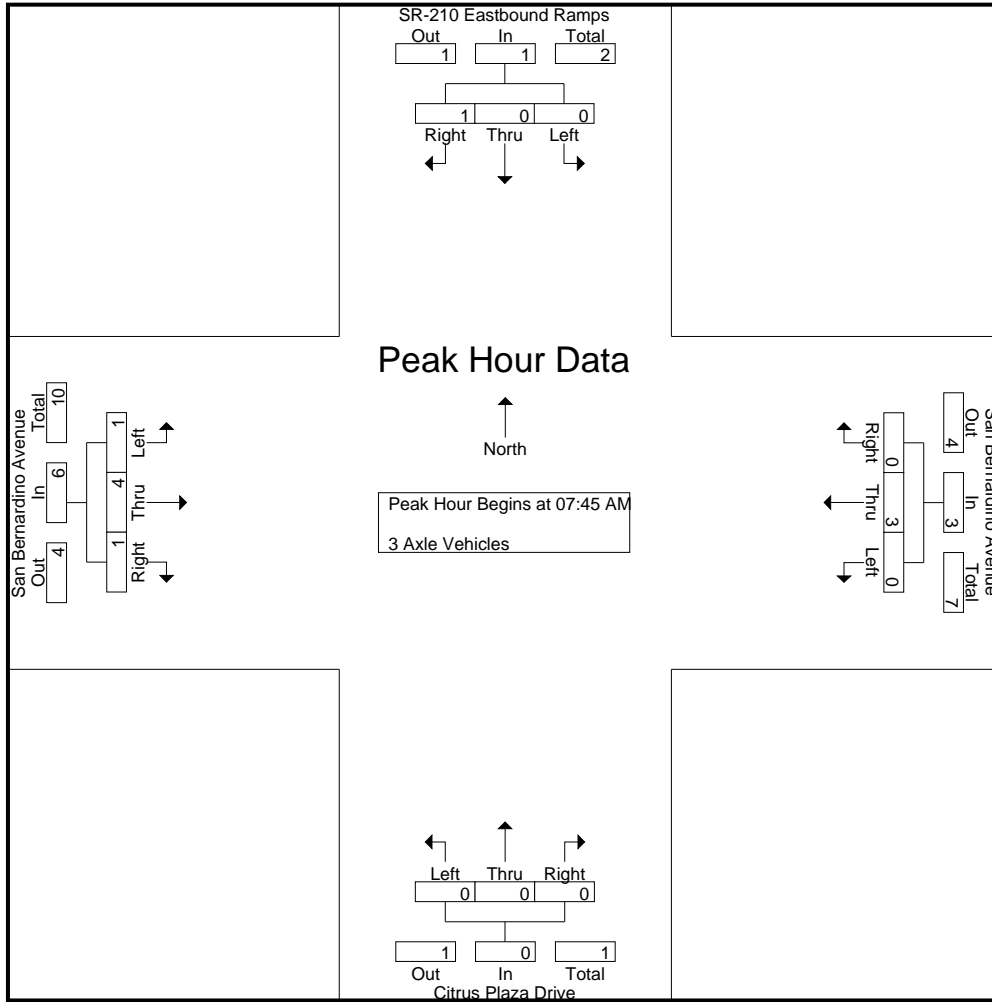 SR-210 Eastbound Ramps
Out In Total
1 1 2
1 0 0
Right Thru Left
Peak Hour Data
North
Peak Hour Begins at 07:45 AM
3 Axle Vehicles
San Bernardino Avenue
Out In Total
4 6 10
Right Thru Left
1 4 1
San Bernardino Avenue
Out In Total
4 3 7
Right Thru Left
0 3 0
Left Thru Right
0 0 0
1 0 1
Out In Total
Citrus Plaza Drive